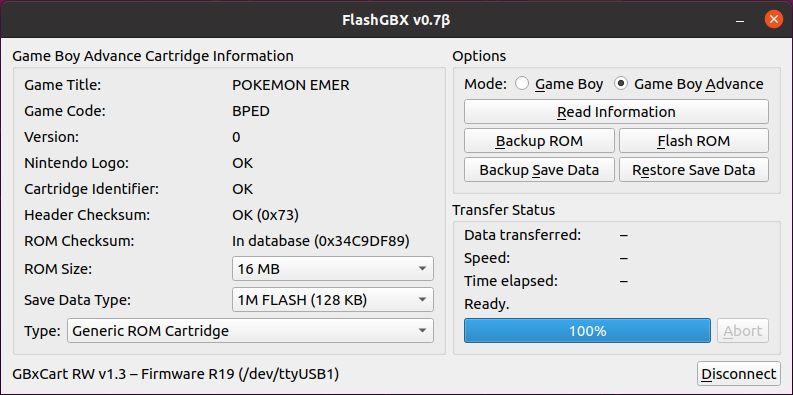 FlashGBX v0.7β
Game Boy Advance Cartridge Information
Game Title: POKEMON EMER
Game Code: BPED
Version: 0
Nintendo Logo: OK
Cartridge Identifier: OK
Header Checksum: OK (0x73)
ROM Checksum: In database (0x34C9DF89)
ROM Size: 16 MB
Save Data Type: 1M FLASH (128 KB)
Type: Generic ROM Cartridge
Options
Mode: Game Boy Game Boy Advance
Read Information
Backup ROM Flash ROM
Backup Save Data Restore Save Data
Transfer Status
Data transferred: –
Speed: –
Time elapsed: –
Ready.
100% Abort
GBxCart RW v1.3 – Firmware R19 (/dev/ttyUSB1) Disconnect